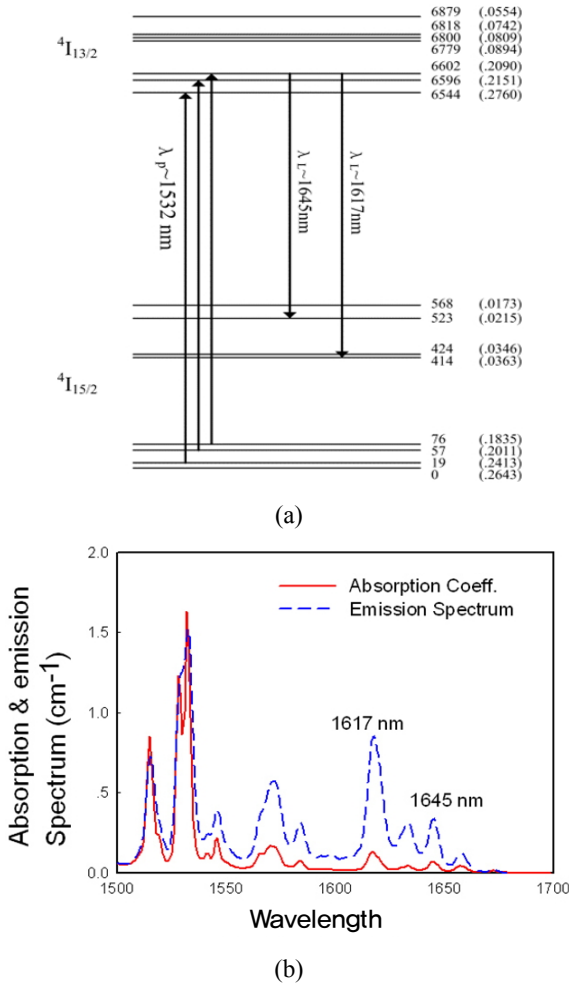 6879 (.0554)
6818 (.0742)
6800 (.0809)
6779 (.0894)
⁴I₁₃/₂
6602 (.2090)
6596 (.2151)
6544 (.2760)
λ p~1532 nm
λ L~1645nm
λ L~1617nm
568 (.0173)
523 (.0215)
424 (.0346)
414 (.0363)
⁴I₁₅/₂
76 (.1835)
57 (.2011)
19 (.2413)
0 (.2643)
(a)
2.0
1.5
1.0
.5
0.0
Absorption & emission
Spectrum (cm⁻¹)
Absorption Coeff.
Emission Spectrum
1617 nm
1645 nm
1500 1550 1600 1650 1700
Wavelength
(b)